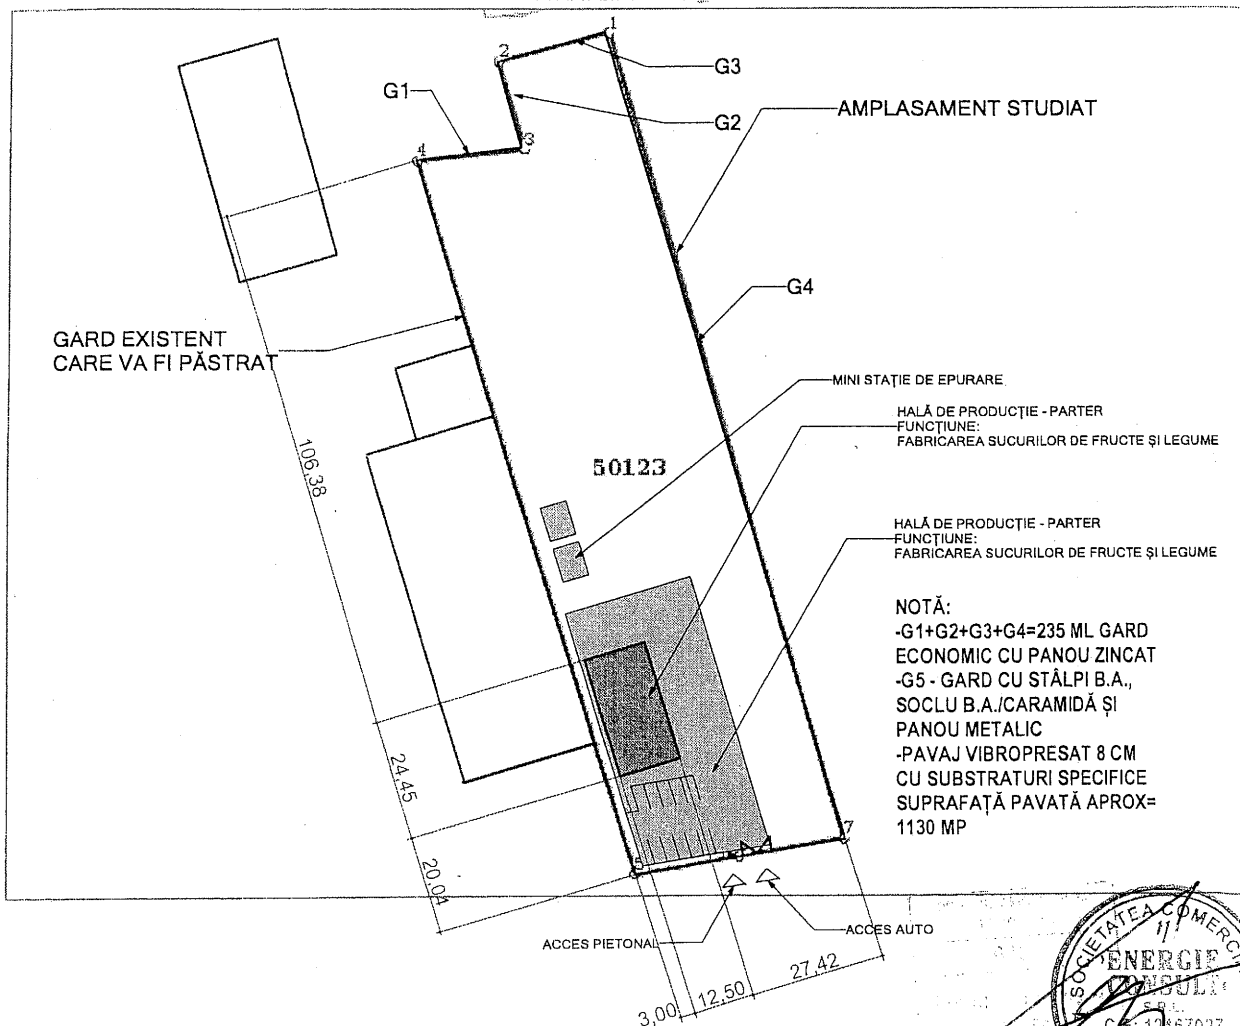 1
2
G3
G1
G2
AMPLASAMENT STUDIAT
3
4
G4
GARD EXISTENT
CARE VA FI PĂSTRAT
MINI STAȚIE DE EPURARE
HALĂ DE PRODUCȚIE - PARTER
FUNCȚIUNE:
FABRICAREA SUCURILOR DE FRUCTE ȘI LEGUME
106,38
50123
HALĂ DE PRODUCȚIE - PARTER
FUNCȚIUNE:
FABRICAREA SUCURILOR DE FRUCTE ȘI LEGUME
NOTĂ:
-G1+G2+G3+G4=235 ML GARD
ECONOMIC CU PANOU ZINCAT
-G5 - GARD CU STÂLPI B.A.,
SOCLU B.A./CARAMIDĂ ȘI
PANOU METALIC
-PAVAJ VIBROPRESAT 8 CM
CU SUBSTRATURI SPECIFICE
SUPRAFAȚĂ PAVATĂ APROX=
1130 MP
24,45
7
20,04
5
ACCES PIETONAL
ACCES AUTO
27,42
12,50
3,00
SOCIETATEA COMERCI
ENERGIE
CONSULT
S.R.L.